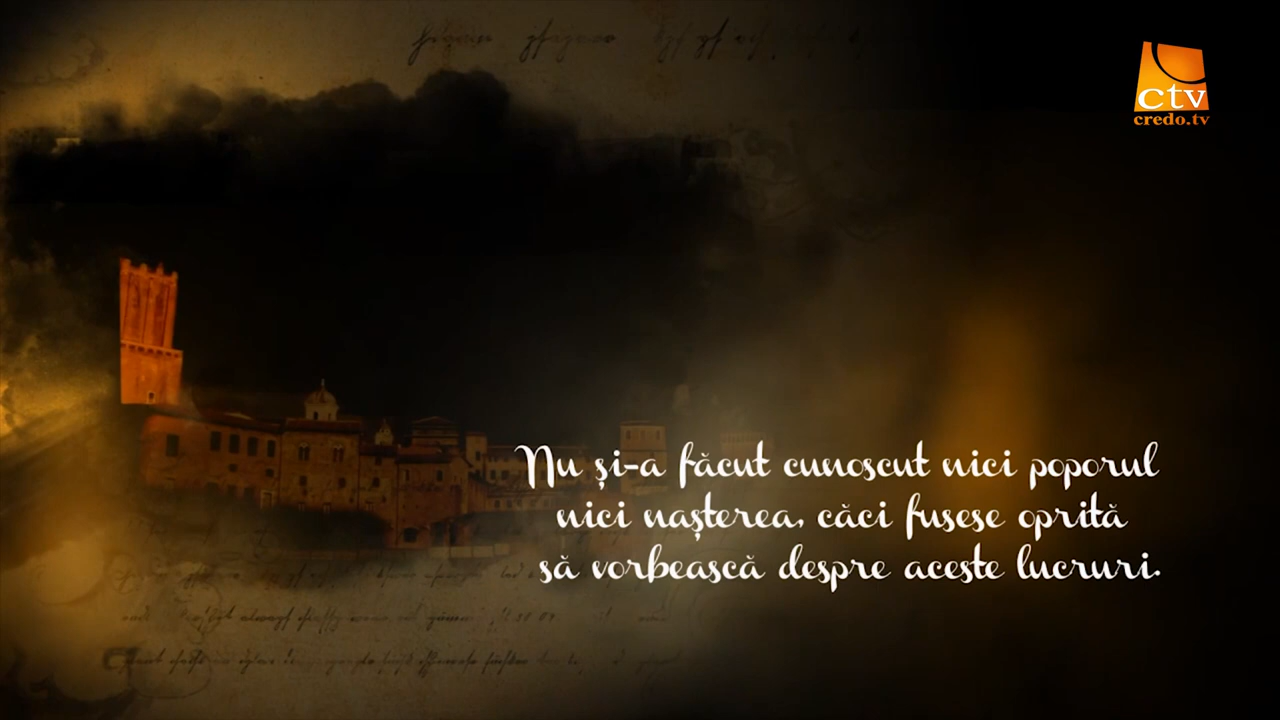 ctv
credo.tv
Nu și-a făcut cunoscut nici poporul
nici nașterea, căci fusese oprită
să vorbească despre aceste lucruri.